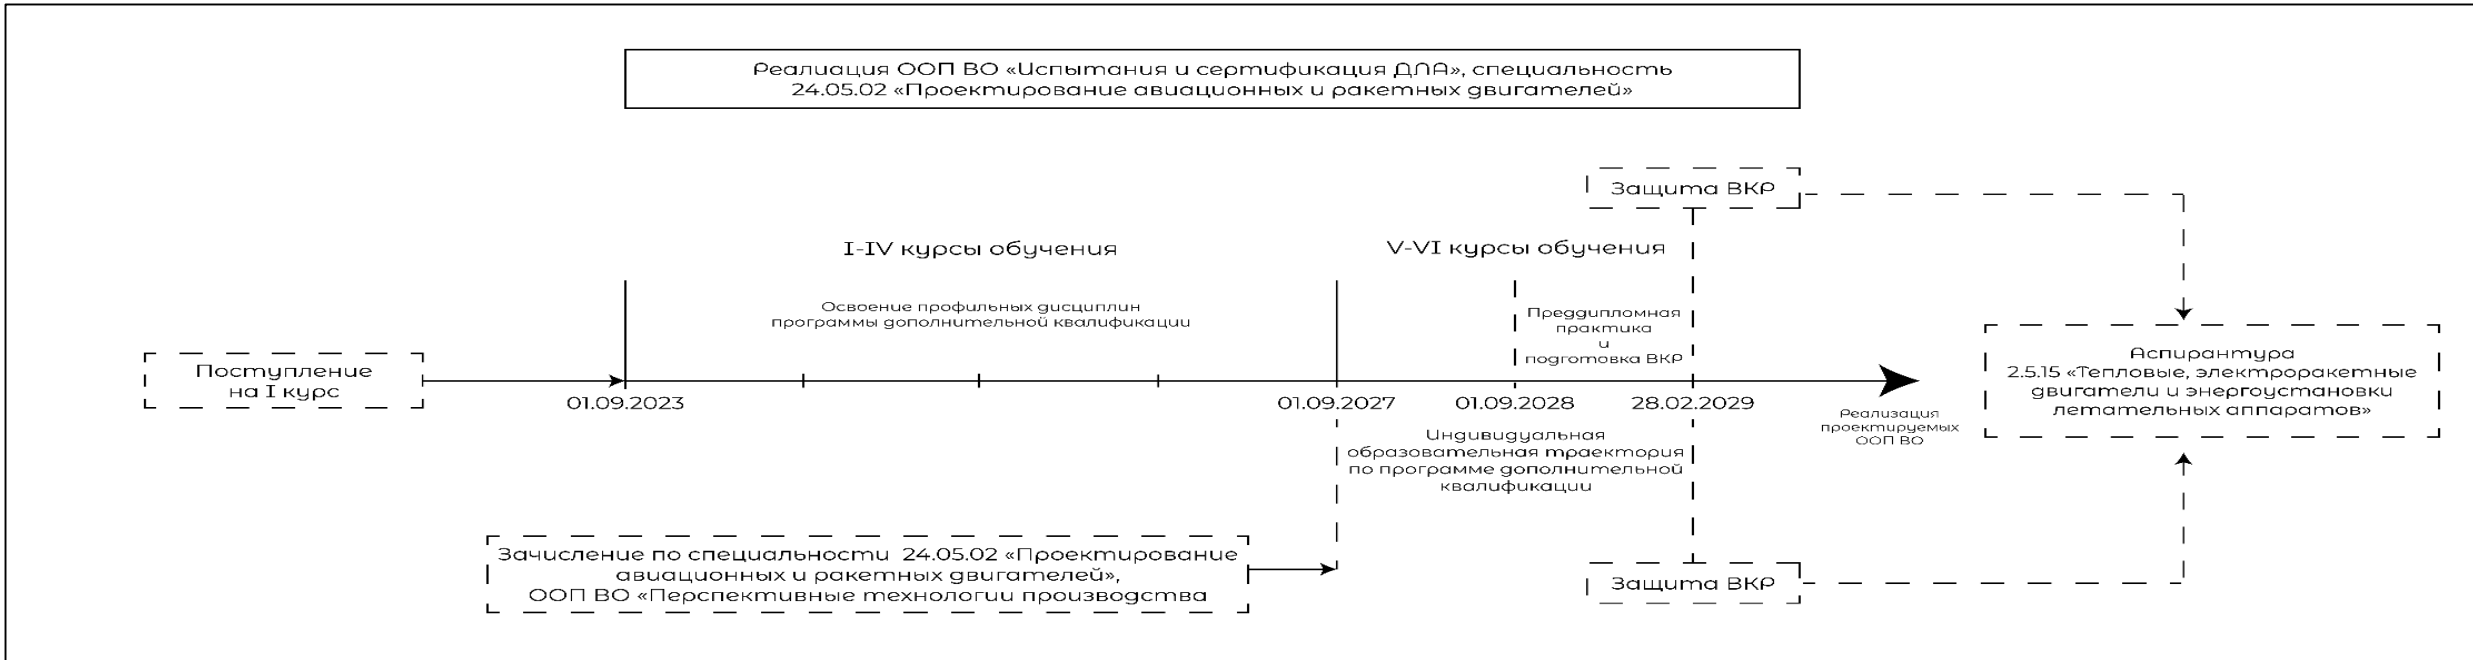 Реалиация ООП ВО «Испытания и сертификация ДЛА», специальность
24.05.02 «Проектирование авиационных и ракетных двигателей»
Защита ВКР
I-IV курсы обучения
V-VI курсы обучения
Освоение профильных дисциплин
программы дополнительной квалификации
Преддипломная
практика
и
подготовка ВКР
Поступление
на I курс
Аспирантура
2.5.15 «Тепловые, электроракетные
двигатели и энергоустановки
летательных аппаратов»
01.09.2023
01.09.2027
01.09.2028
28.02.2029
Реализация
проектируемых
ООП ВО
Индивидуальная
образовательная траектория
по программе дополнительной
квалификации
Зачисление по специальности 24.05.02 «Проектирование
авиационных и ракетных двигателей»,
ООП ВО «Перспективные технологии производства
Защита ВКР